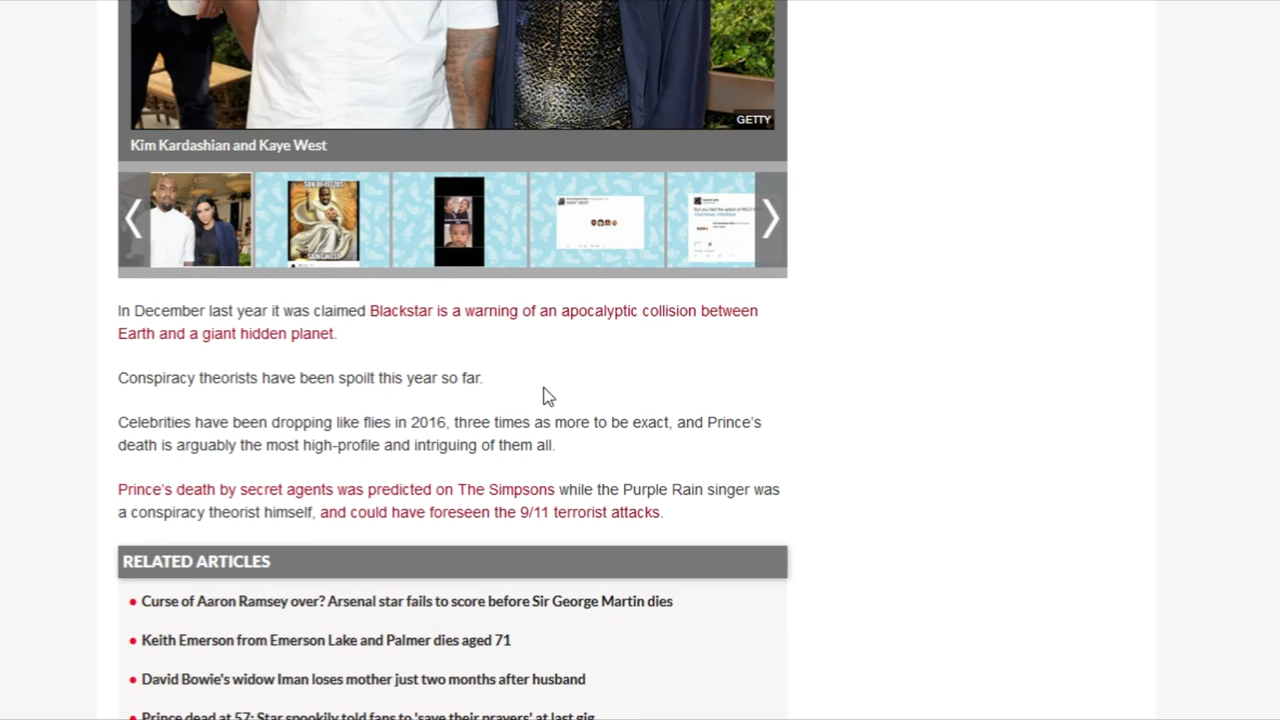 GETTY
Kim Kardashian and Kaye West
SAINT WEST
In December last year it was claimed Blackstar is a warning of an apocalyptic collision between
Earth and a giant hidden planet.
Conspiracy theorists have been spoilt this year so far.
Celebrities have been dropping like flies in 2016, three times as more to be exact, and Prince’s
death is arguably the most high-profile and intriguing of them all.
Prince’s death by secret agents was predicted on The Simpsons while the Purple Rain singer was
a conspiracy theorist himself, and could have foreseen the 9/11 terrorist attacks.
RELATED ARTICLES
• Curse of Aaron Ramsey over? Arsenal star fails to score before Sir George Martin dies
• Keith Emerson from Emerson Lake and Palmer dies aged 71
• David Bowie's widow Iman loses mother just two months after husband
• Prince dead at 57: Star spookily told fans to 'save their prayers' at last gig